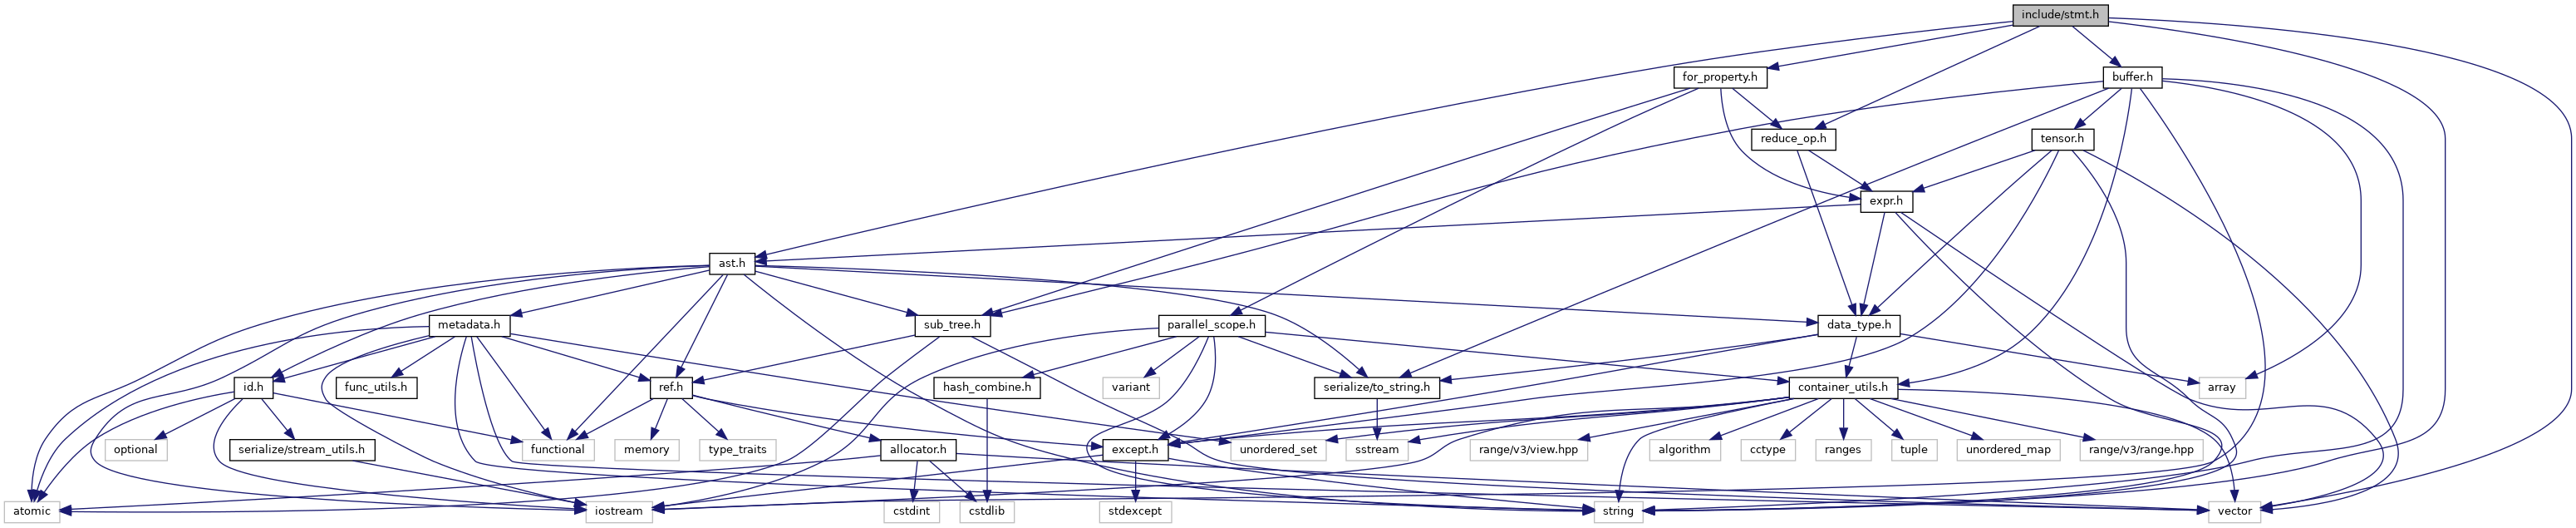 include/stmt.h
for_property.h
buffer.h
reduce_op.h
tensor.h
expr.h
ast.h
metadata.h
sub_tree.h
parallel_scope.h
data_type.h
id.h
func_utils.h
ref.h
hash_combine.h
variant
serialize/to_string.h
container_utils.h
array
optional
serialize/stream_utils.h
functional
memory
type_traits
allocator.h
except.h
unordered_set
sstream
range/v3/view.hpp
algorithm
cctype
ranges
tuple
unordered_map
range/v3/range.hpp
atomic
iostream
cstdint
cstdlib
stdexcept
string
vector